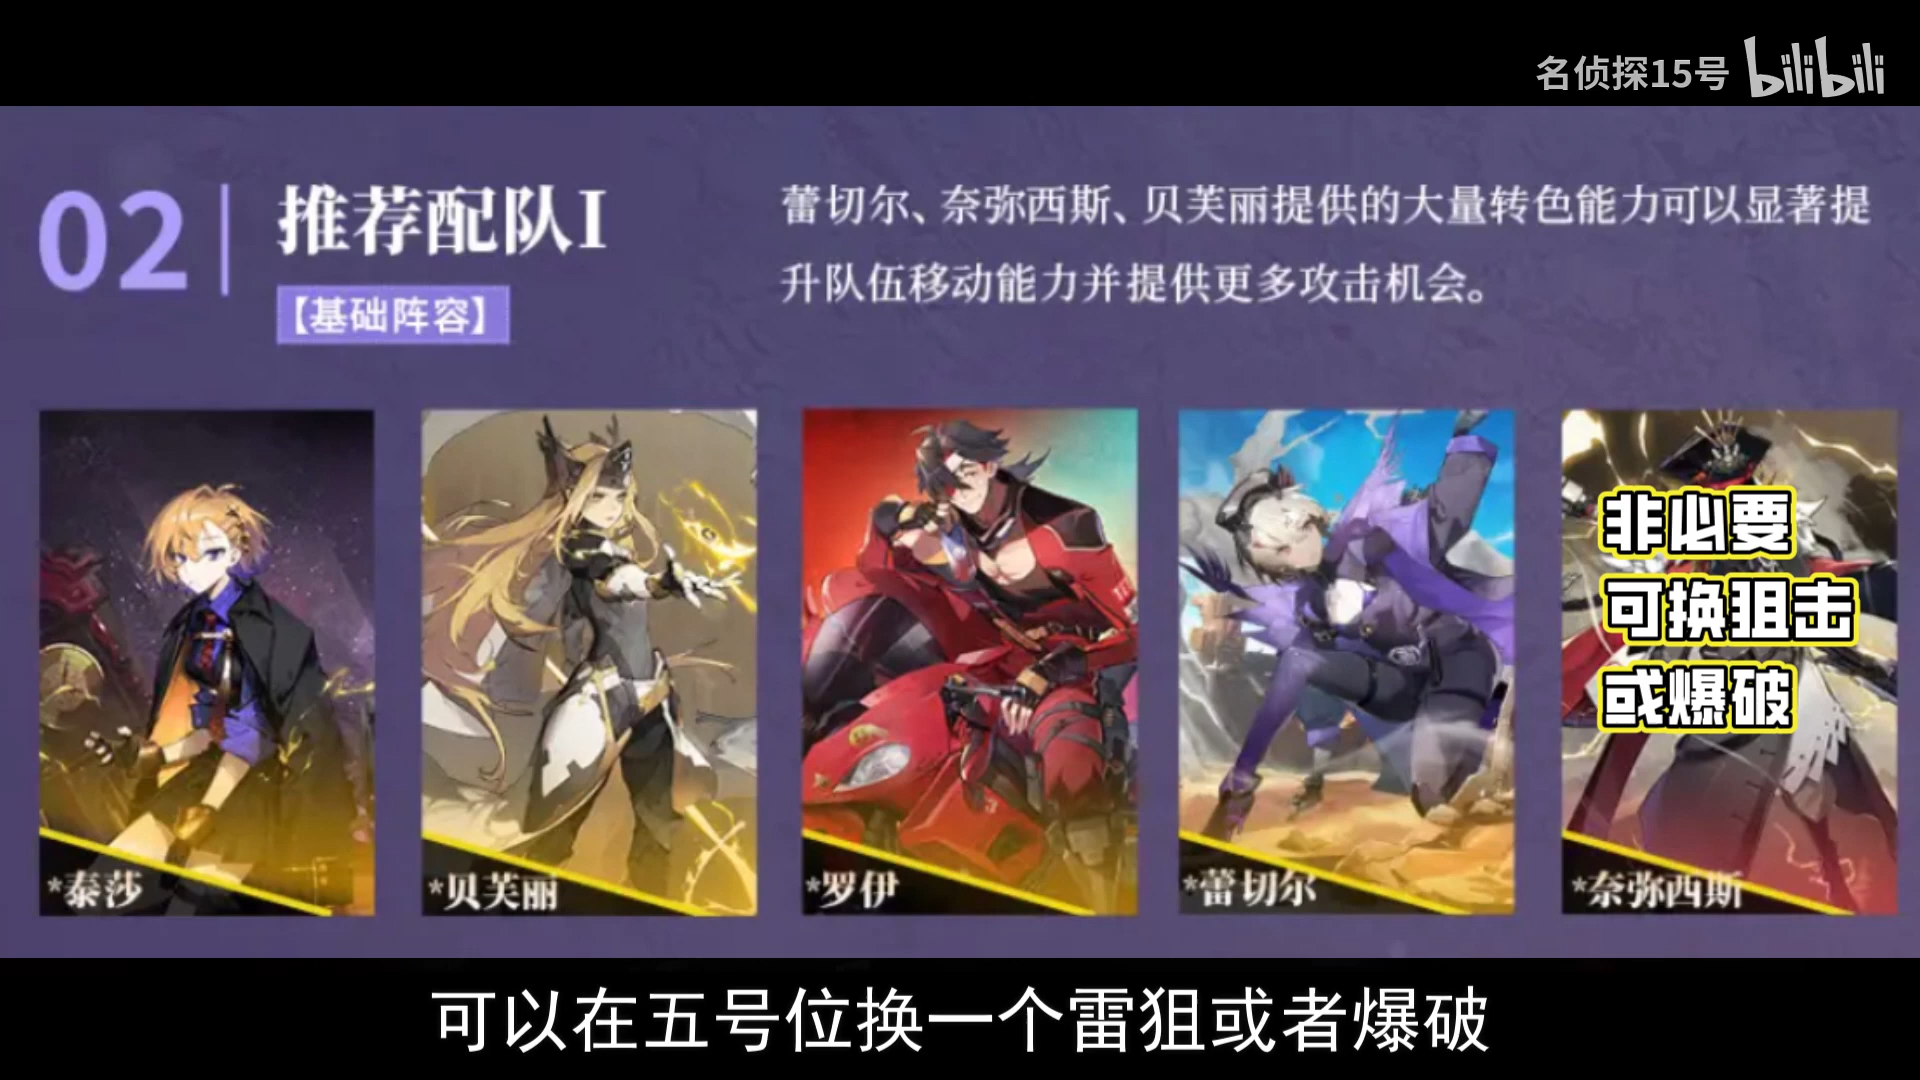 名侦探15号 bilibili
02
推荐配队I
【基础阵容】
蕾切尔、奈弥西斯、贝芙丽提供的大量转色能力可以显著提
升队伍移动能力并提供更多攻击机会。
非必要
可换狙击
或爆破
*泰莎
*贝芙丽
*罗伊
*蕾切尔
*奈弥西斯
可以在五号位换一个雷狙或者爆破